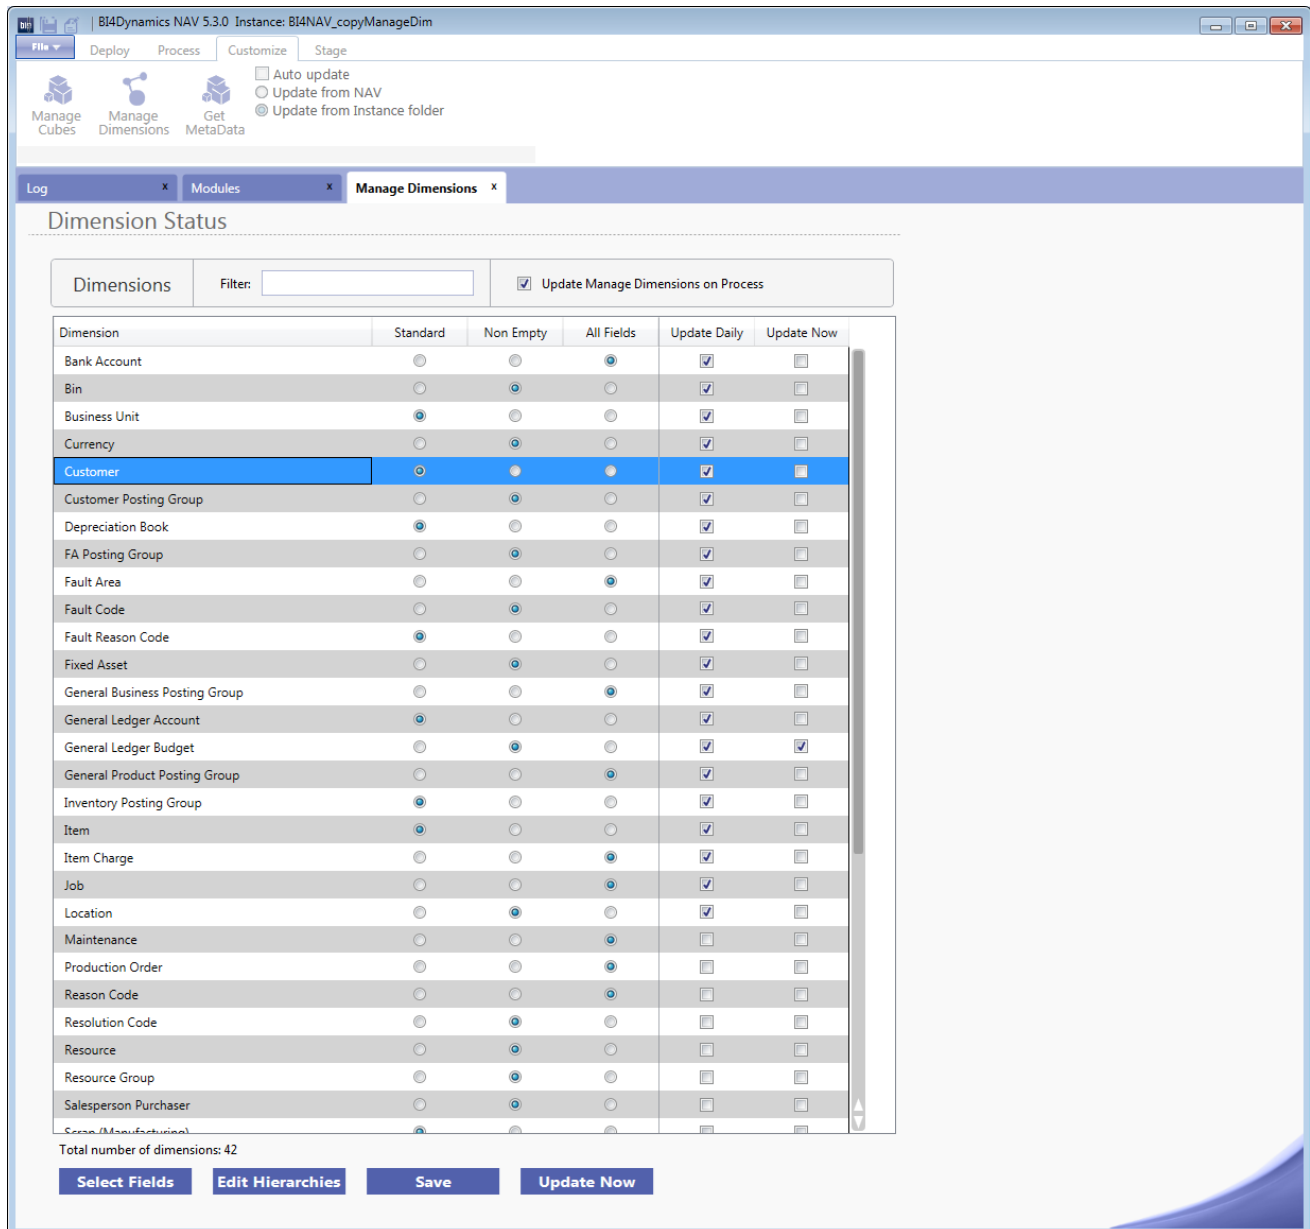 BI4Dynamics NAV 5.3.0 Instance: BI4NAV_copyManageDim
File Deploy Process Customize Stage
Auto update
Update from NAV
Update from Instance folder
Manage Cubes
Manage Dimensions
Get MetaData
Log x Modules x Manage Dimensions x
Dimension Status
Dimensions Filter: Update Manage Dimensions on Process
Dimension Standard Non Empty All Fields Update Daily Update Now
Bank Account
Bin
Business Unit
Currency
Customer
Customer Posting Group
Depreciation Book
FA Posting Group
Fault Area
Fault Code
Fault Reason Code
Fixed Asset
General Business Posting Group
General Ledger Account
General Ledger Budget
General Product Posting Group
Inventory Posting Group
Item
Item Charge
Job
Location
Maintenance
Production Order
Reason Code
Resolution Code
Resource
Resource Group
Salesperson Purchaser
Scrap (Manufacturing)
Total number of dimensions: 42
Select Fields Edit Hierarchies Save Update Now